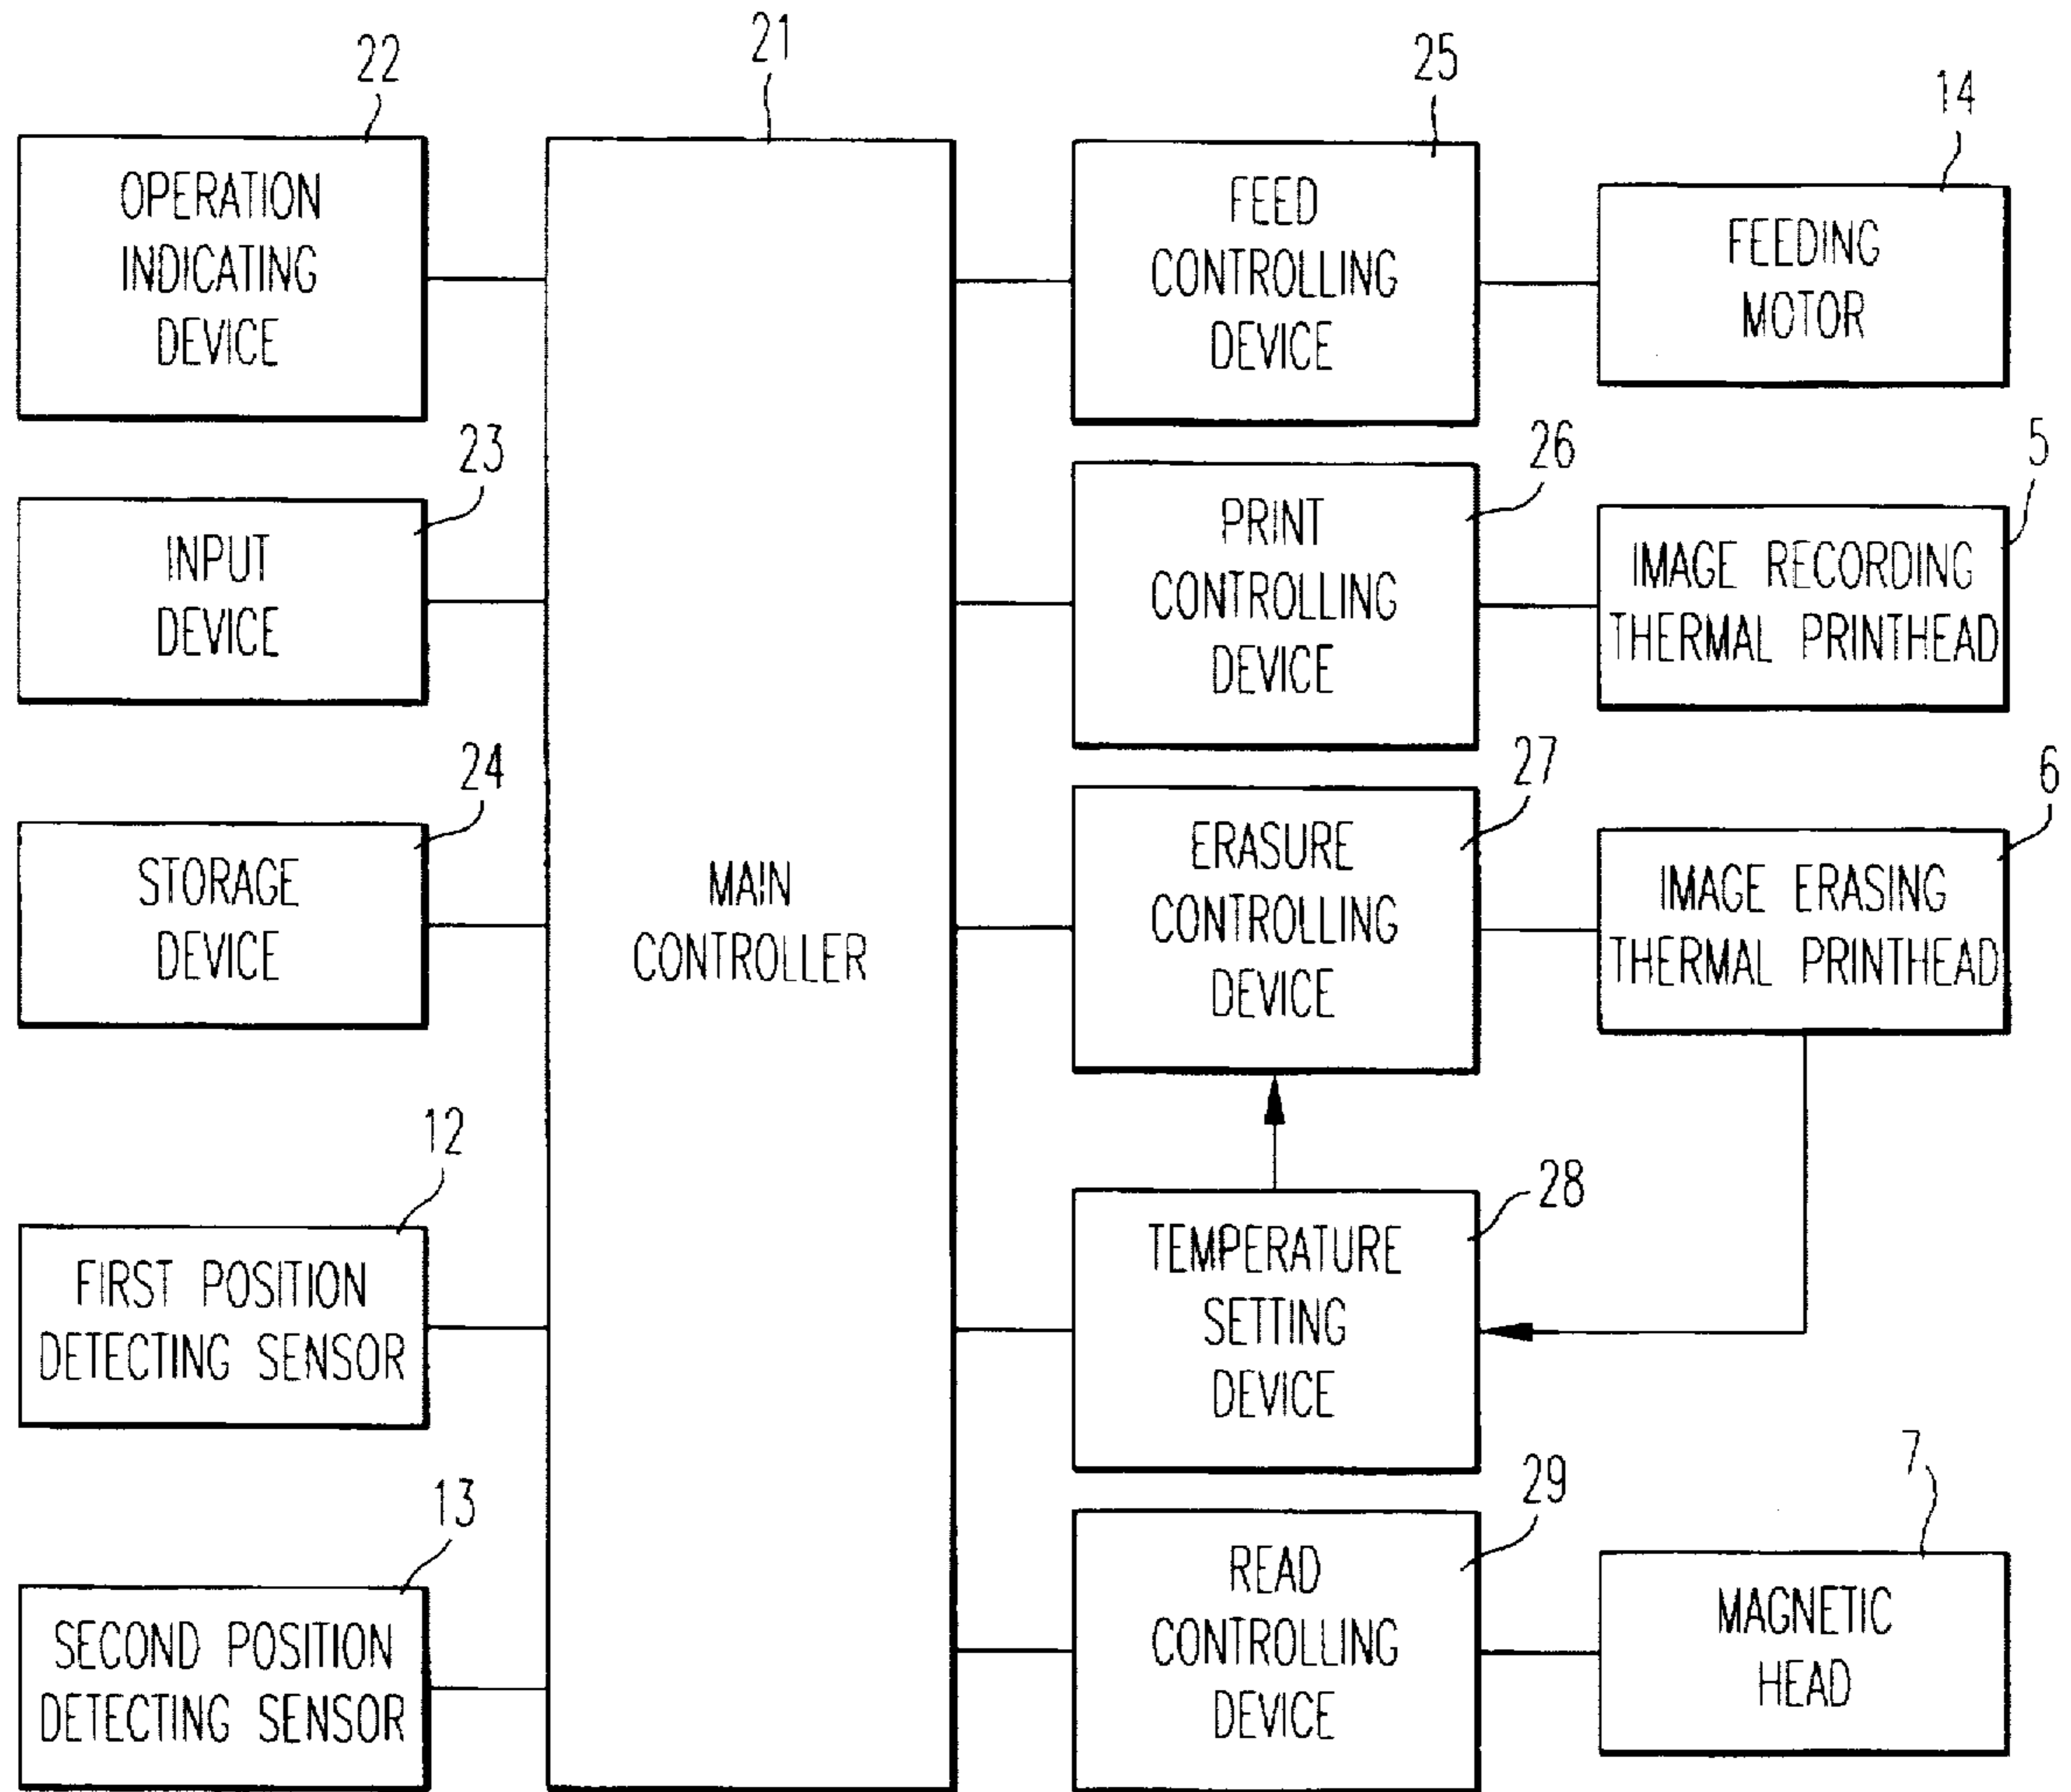 22
OPERATION
INDICATING
DEVICE
23
INPUT
DEVICE
24
STORAGE
DEVICE
12
FIRST POSITION
DETECTING SENSOR
13
SECOND POSITION
DETECTING SENSOR
21
MAIN
CONTROLLER
25
FEED
CONTROLLING
DEVICE
14
FEEDING
MOTOR
26
PRINT
CONTROLLING
DEVICE
5
IMAGE RECORDING
THERMAL PRINTHEAD
27
ERASURE
CONTROLLING
DEVICE
6
IMAGE ERASING
THERMAL PRINTHEAD
28
TEMPERATURE
SETTING
DEVICE
29
READ
CONTROLLING
DEVICE
7
MAGNETIC
HEAD